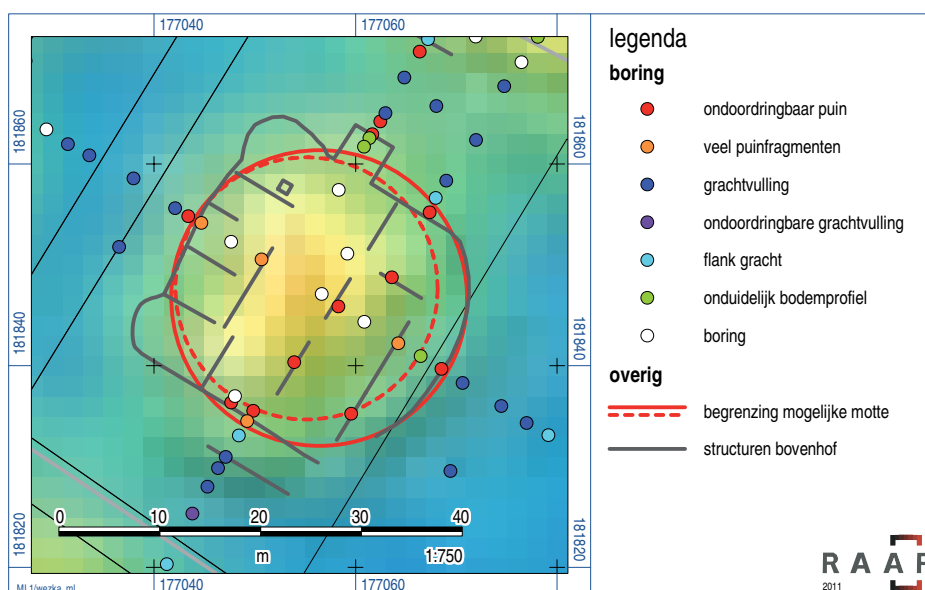 177040
177060
181860
181860
181840
181840
181820
181820
0
10
20
30
40
m
1:750
177040
177060
legenda
boring
ondoordringbaar puin
veel puinfragmenten
grachtvulling
ondoordringbare grachtvulling
flank gracht
onduidelijk bodemprofiel
boring
overig
begrenzing mogelijke motte
structuren bovenhof
RAAP
2011